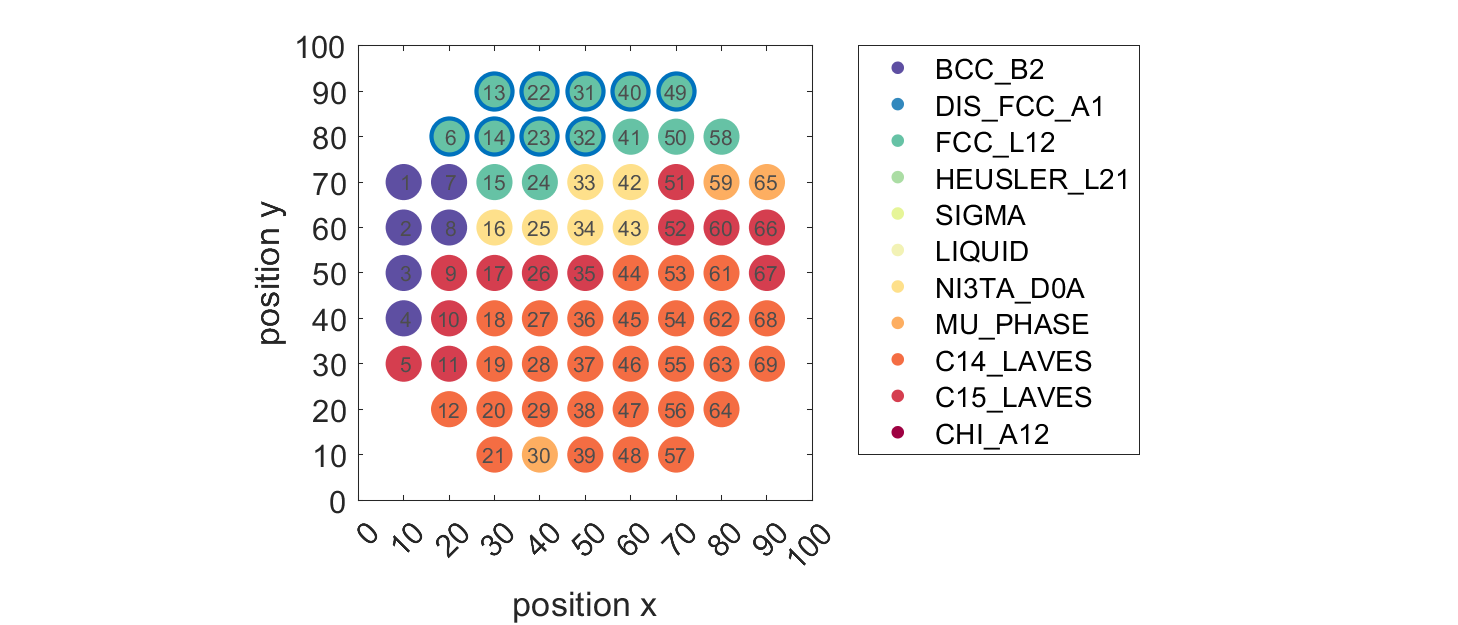 100
90 13 22 31 40 49
80 6 14 23 32 41 50 58
70 1 7 15 24 33 42 51 59 65
60 2 8 16 25 34 43 52 60 66
50 3 9 17 26 35 44 53 61 67
40 4 10 18 27 36 45 54 62 68
30 5 11 19 28 37 46 55 63 69
20 12 20 29 38 47 56 64
10 21 30 39 48 57
0
0 10 20 30 40 50 60 70 80 90 100
position x
position y
BCC_B2
DIS_FCC_A1
FCC_L12
HEUSLER_L21
SIGMA
LIQUID
NI3TA_D0A
MU_PHASE
C14_LAVES
C15_LAVES
CHI_A12